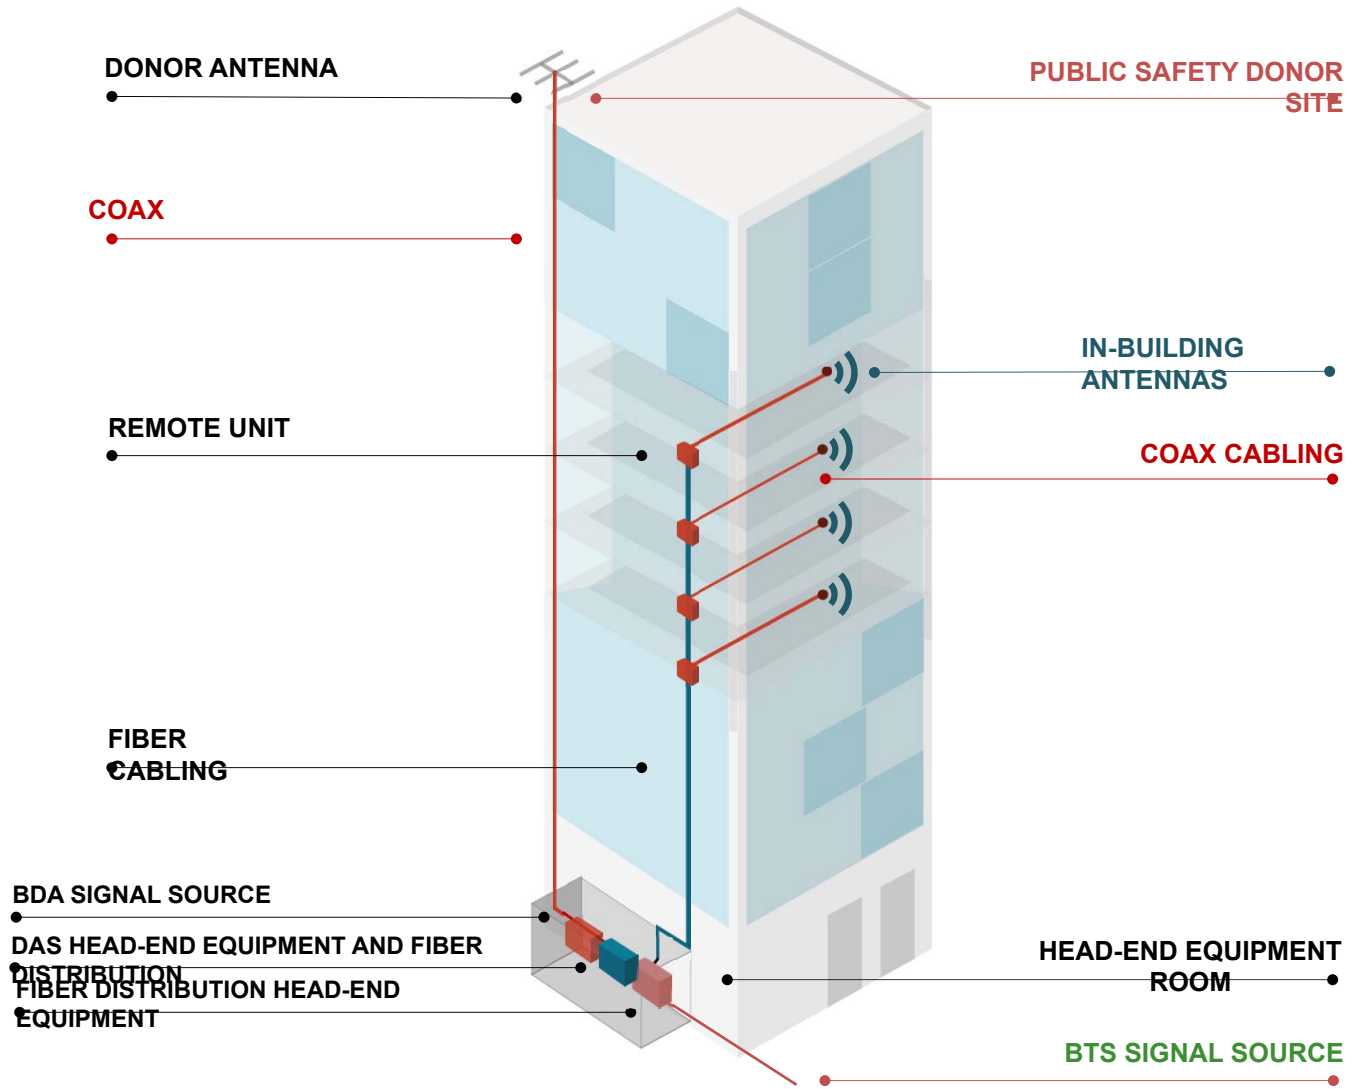 DONOR ANTENNA
PUBLIC SAFETY DONOR
SITE
COAX
IN-BUILDING
ANTENNAS
REMOTE UNIT
COAX CABLING
FIBER
CABLING
BDA SIGNAL SOURCE
DAS HEAD-END EQUIPMENT AND FIBER
DISTRIBUTION
FIBER DISTRIBUTION HEAD-END
EQUIPMENT
HEAD-END EQUIPMENT
ROOM
BTS SIGNAL SOURCE